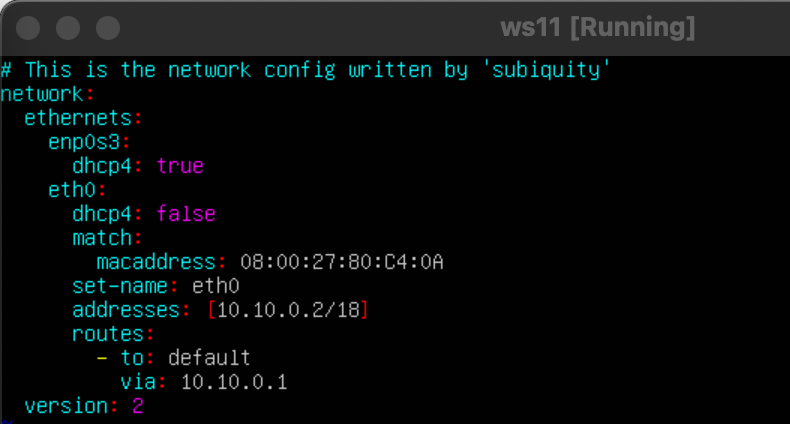 ws11 [Running]
# This is the network config written by 'subiquity'
network:
  ethernets:
    enp0s3:
      dhcp4: true
    eth0:
      dhcp4: false
      match:
        macaddress: 08:00:27:80:C4:0A
      set-name: eth0
      addresses: [10.10.0.2/18]
      routes:
        - to: default
          via: 10.10.0.1
  version: 2